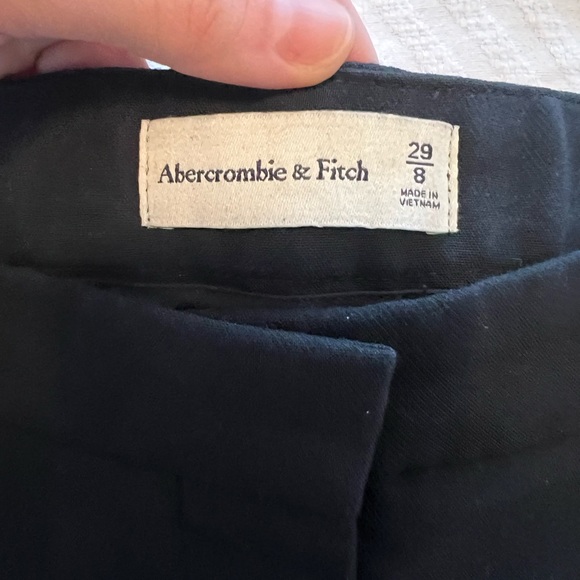 Abercrombie & Fitch
29
8
MADE IN
VIETNAM